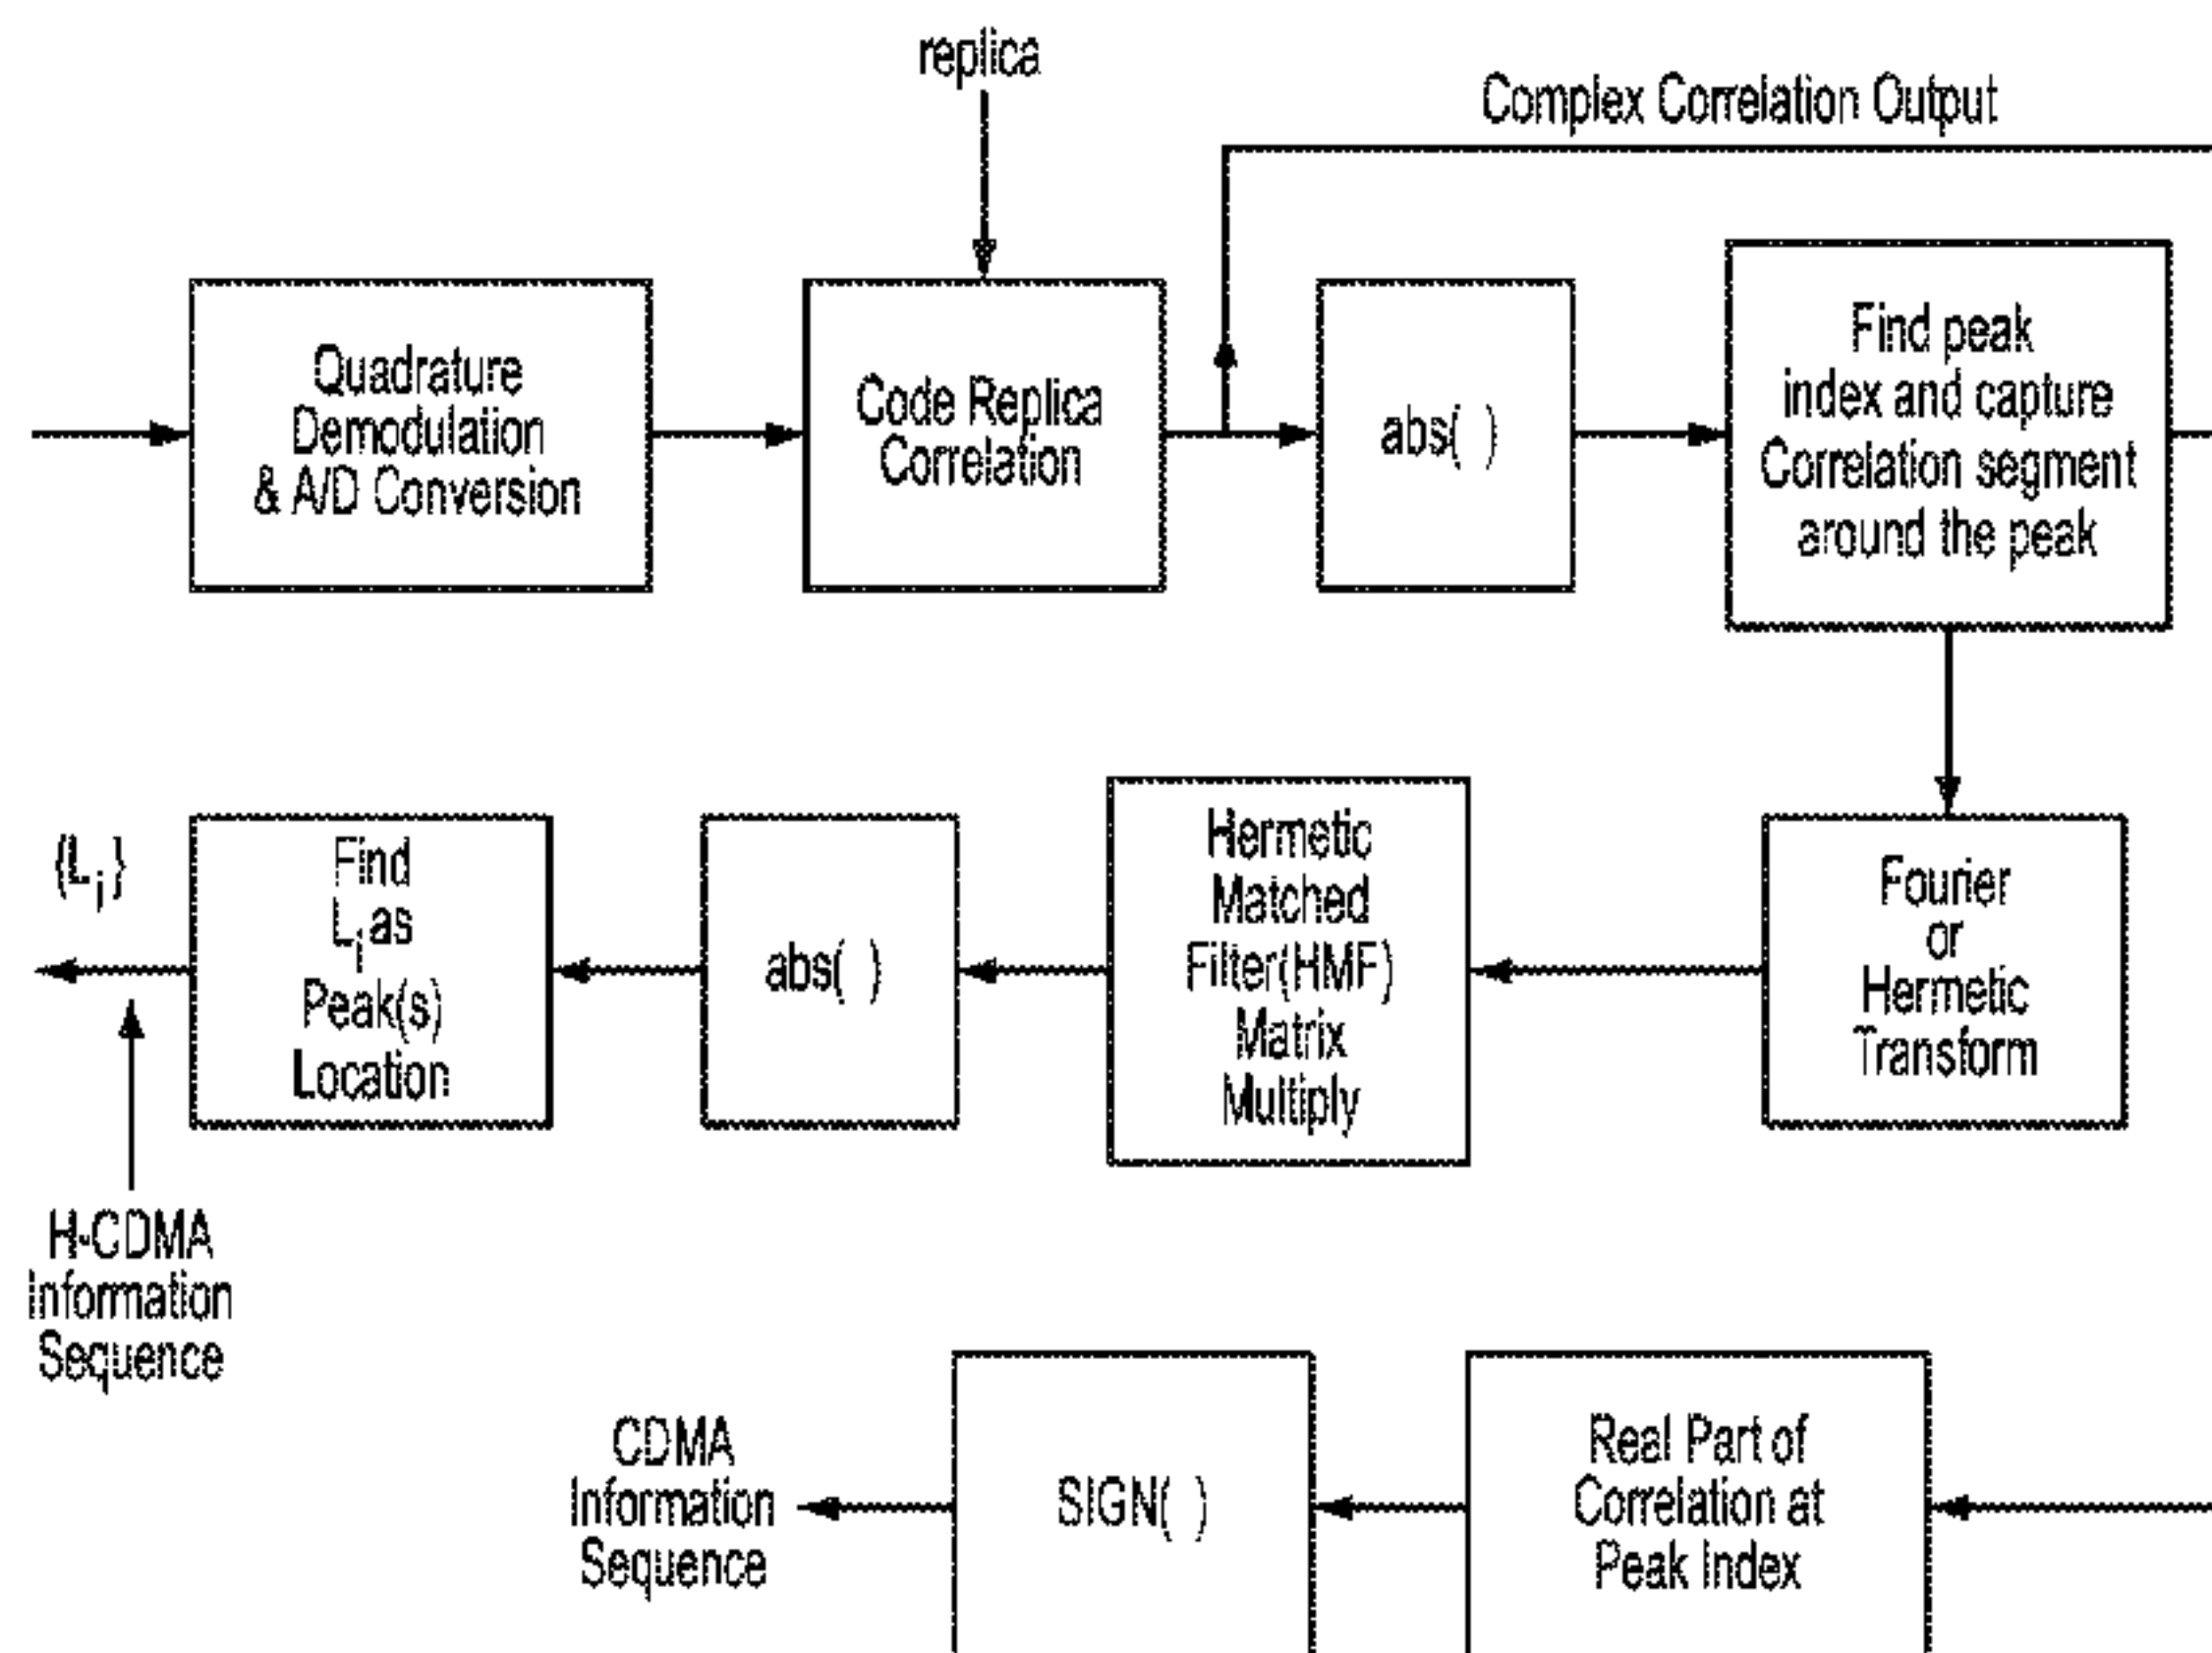 replica
Complex Correlation Output
Quadrature
Demodulation
& A/D Conversion
Code Replica
Correlation
abs( )
Find peak
index and capture
Correlation segment
around the peak
{Li}
Find
Li as
Peak(s)
Location
abs( )
Hermetic
Matched
Filter(HMF)
Matrix
Multiply
Fourier
or
Hermetic
Transform
H-CDMA
Information
Sequence
CDMA
Information
Sequence
SIGN( )
Real Part of
Correlation at
Peak Index